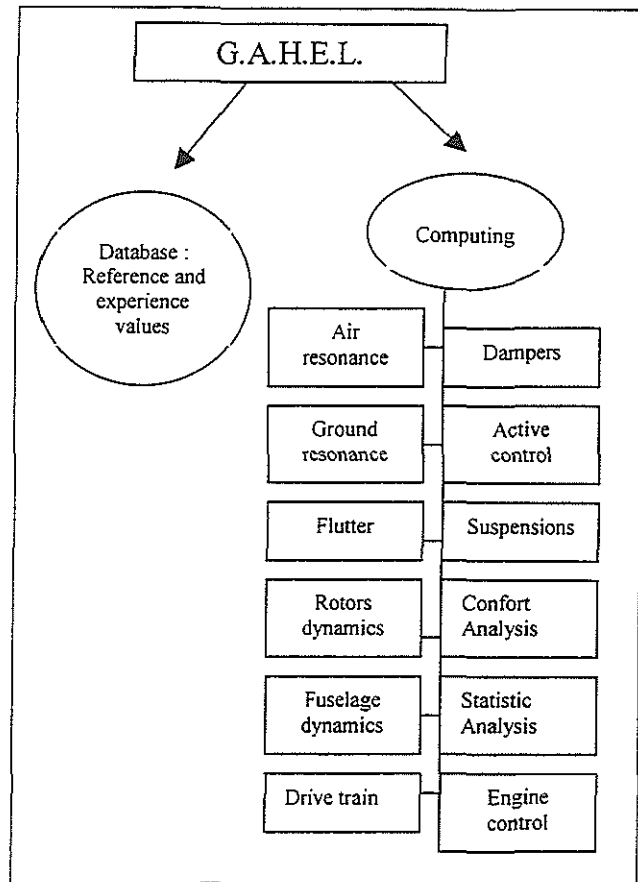 G.A.H.E.L.
Database :
Reference and
experience
values
Computing
Air
resonance
Dampers
Ground
resonance
Active
control
Flutter
Suspensions
Rotors
dynamics
Confort
Analysis
Fuselage
dynamics
Statistic
Analysis
Drive train
Engine
control